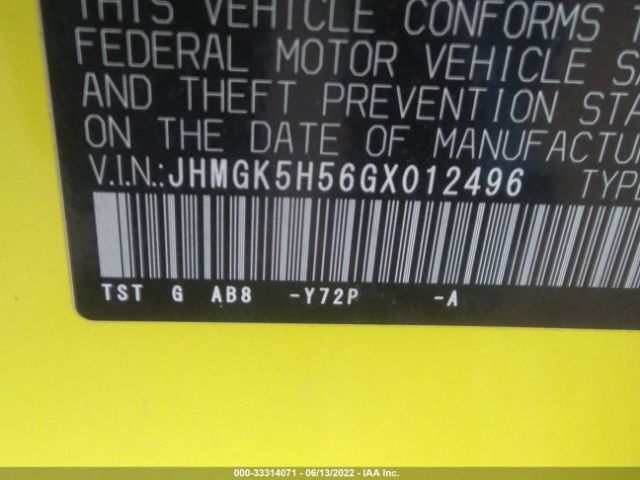 THIS VEHICLE CONFORMS
FEDERAL MOTOR VEHICLE S
AND THEFT PREVENTION STA
ON THE DATE OF MANUFACTU
V.I.N.:JHMGK5H56GX012496 TYPE
TST G AB8 -Y72P -A
000-33314071 - 06/13/2022 - IAA Inc.